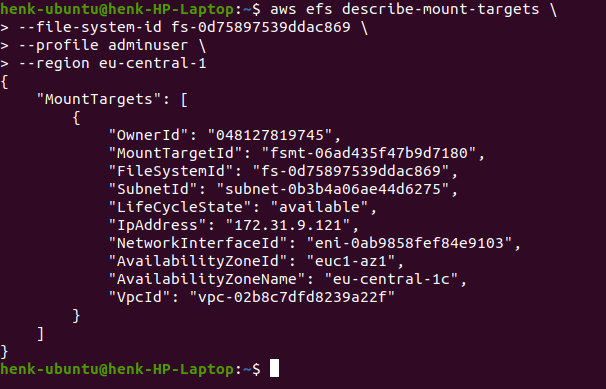 henk-ubuntu@henk-HP-Laptop:~$ aws efs describe-mount-targets \
> --file-system-id fs-0d75897539ddac869 \
> --profile adminuser \
> --region eu-central-1
{
    "MountTargets": [
        {
            "OwnerId": "048127819745",
            "MountTargetId": "fsmt-06ad435f47b9d7180",
            "FileSystemId": "fs-0d75897539ddac869",
            "SubnetId": "subnet-0b3b4a06ae44d6275",
            "LifeCycleState": "available",
            "IpAddress": "172.31.9.121",
            "NetworkInterfaceId": "eni-0ab9858fef84e9103",
            "AvailabilityZoneId": "euc1-az1",
            "AvailabilityZoneName": "eu-central-1c",
            "VpcId": "vpc-02b8c7dfd8239a22f"
        }
    ]
}
henk-ubuntu@henk-HP-Laptop:~$